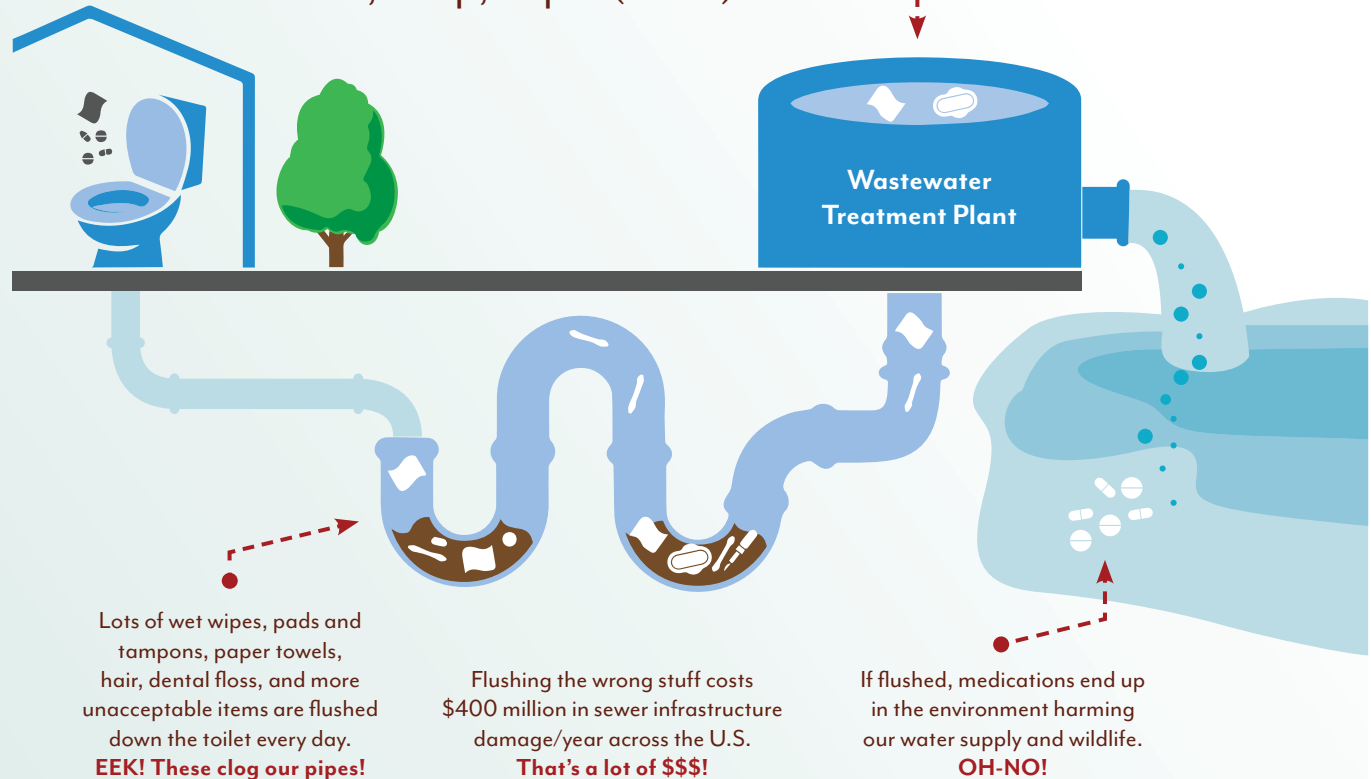 Wastewater
Treatment Plant
Lots of wet wipes, pads and
tampons, paper towels,
hair, dental floss, and more
unacceptable items are flushed
down the toilet every day.
EEK! These clog our pipes!
Flushing the wrong stuff costs
$400 million in sewer infrastructure
damage/year across the U.S.
That's a lot of $$$!
If flushed, medications end up
in the environment harming
our water supply and wildlife.
OH-NO!